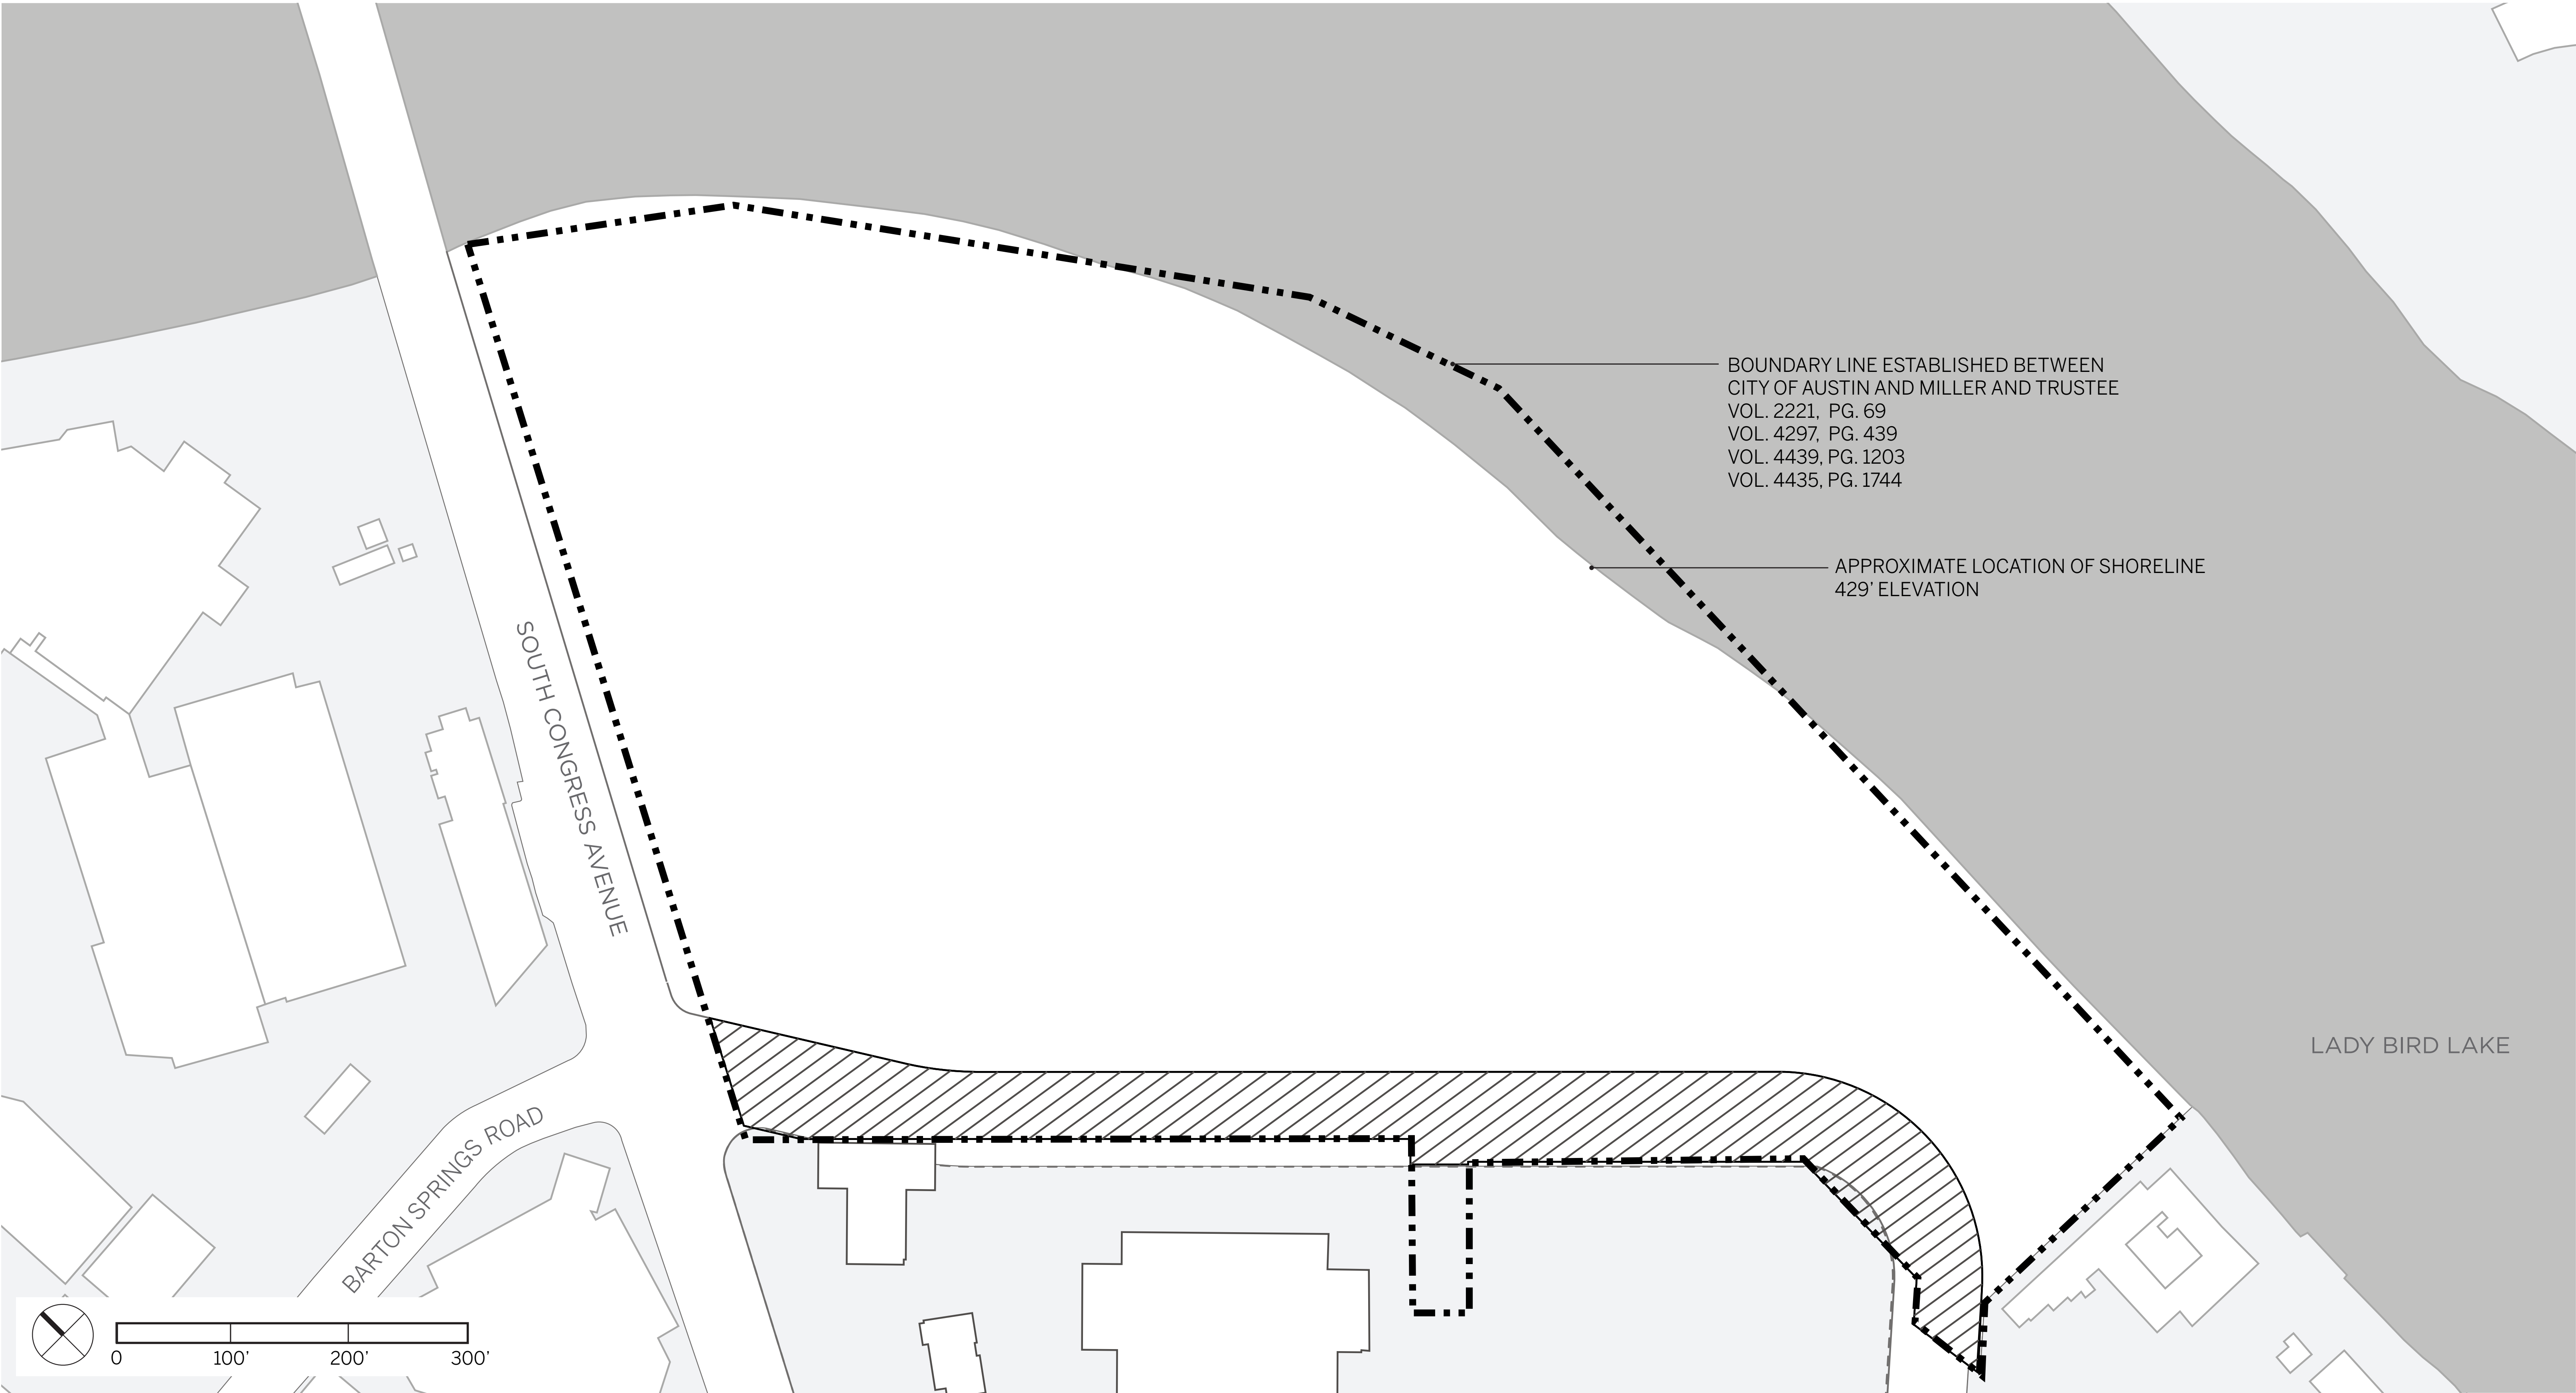 BOUNDARY LINE ESTABLISHED BETWEEN
CITY OF AUSTIN AND MILLER AND TRUSTEE
VOL. 2221, PG. 69
VOL. 4297, PG. 439
VOL. 4439, PG. 1203
VOL. 4435, PG. 1744
APPROXIMATE LOCATION OF SHORELINE
429' ELEVATION
SOUTH CONGRESS AVENUE
LADY BIRD LAKE
BARTON SPRINGS ROAD
0 100' 200' 300'